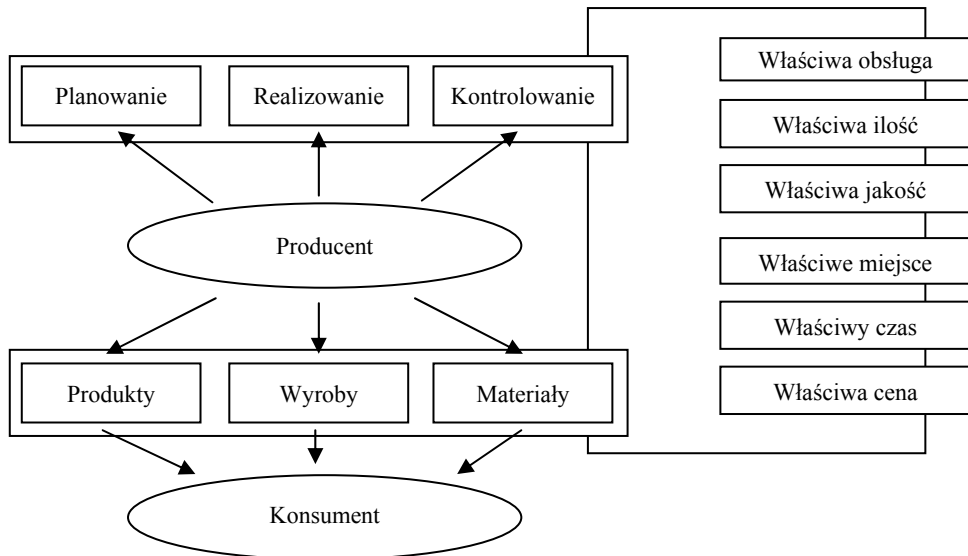 Planowanie
Realizowanie
Kontrolowanie
Producent
Produkty
Wyroby
Materiały
Konsument
Właściwa obsługa
Właściwa ilość
Właściwa jakość
Właściwe miejsce
Właściwy czas
Właściwa cena